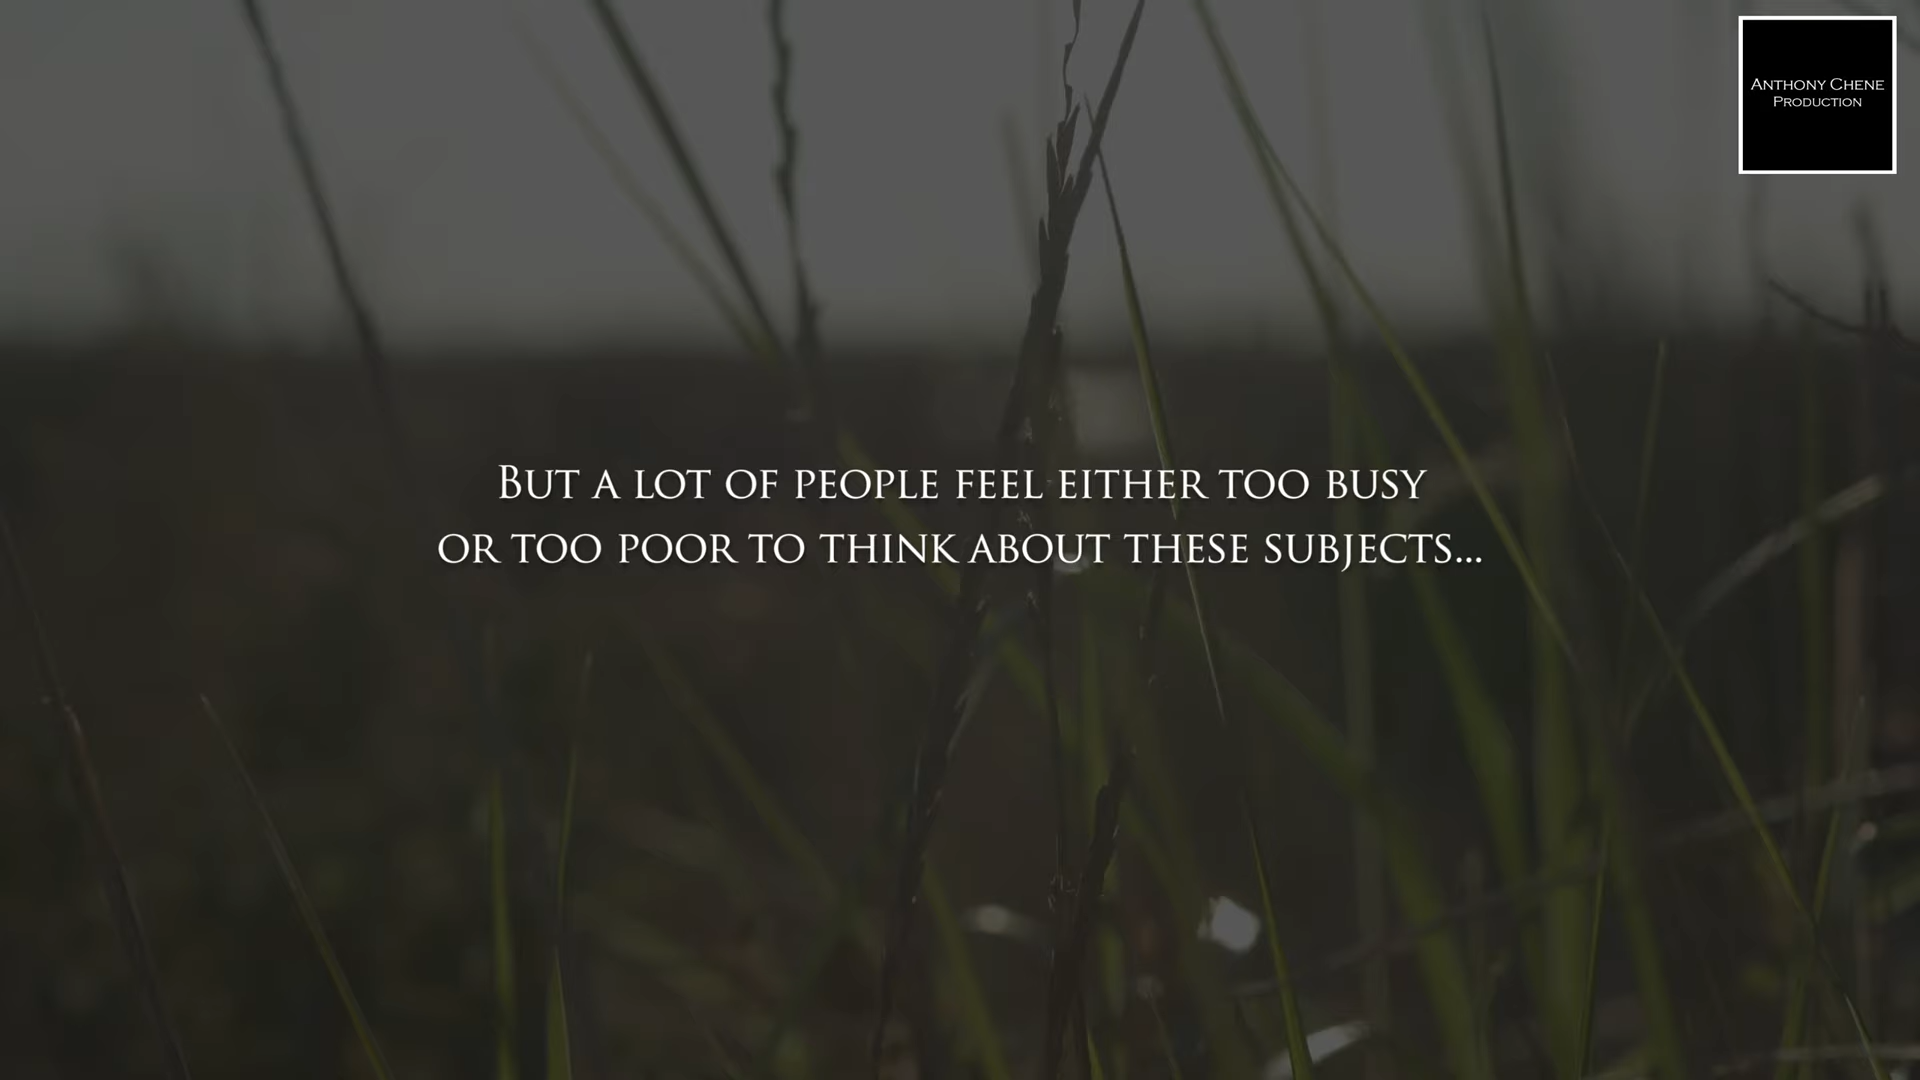 Anthony Chene
Production
But a lot of people feel either too busy
or too poor to think about these subjects...